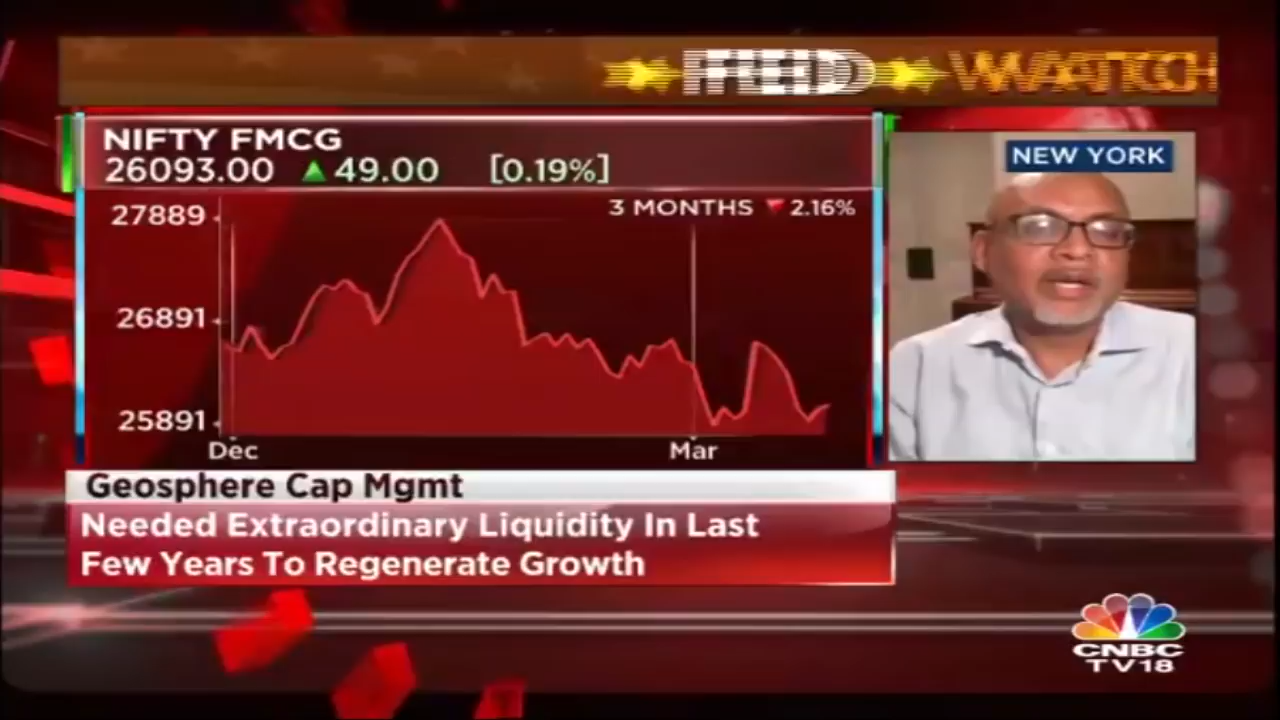 FED WATCH
NIFTY FMCG
26093.00 ▲ 49.00 [0.19%]
3 MONTHS ▼ 2.16%
27889
26891
25891
Dec
Mar
NEW YORK
Geosphere Cap Mgmt
Needed Extraordinary Liquidity In Last
Few Years To Regenerate Growth
CNBC
TV18